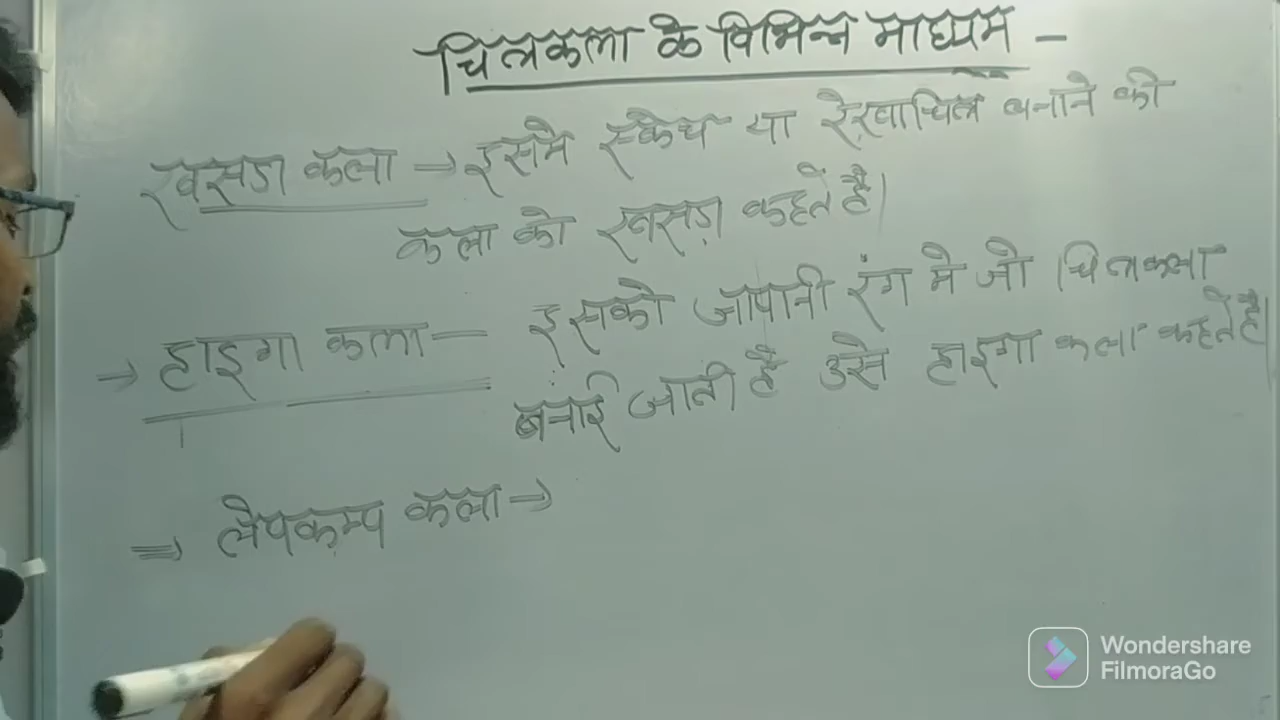 चित्रकला के विभिन्न माध्यम -
खसड़ा कला → इसमे स्केच या रेखाचित्र बनाने की
कला को खसड़ा कहते है।
→ हाइगा कला - इसको जापानी रंग मे जो चित्रकला
बनाई जाती है उसे हाइगा कला कहते है।
⇒ लेपकम्प कला →
Wondershare
FilmoraGo